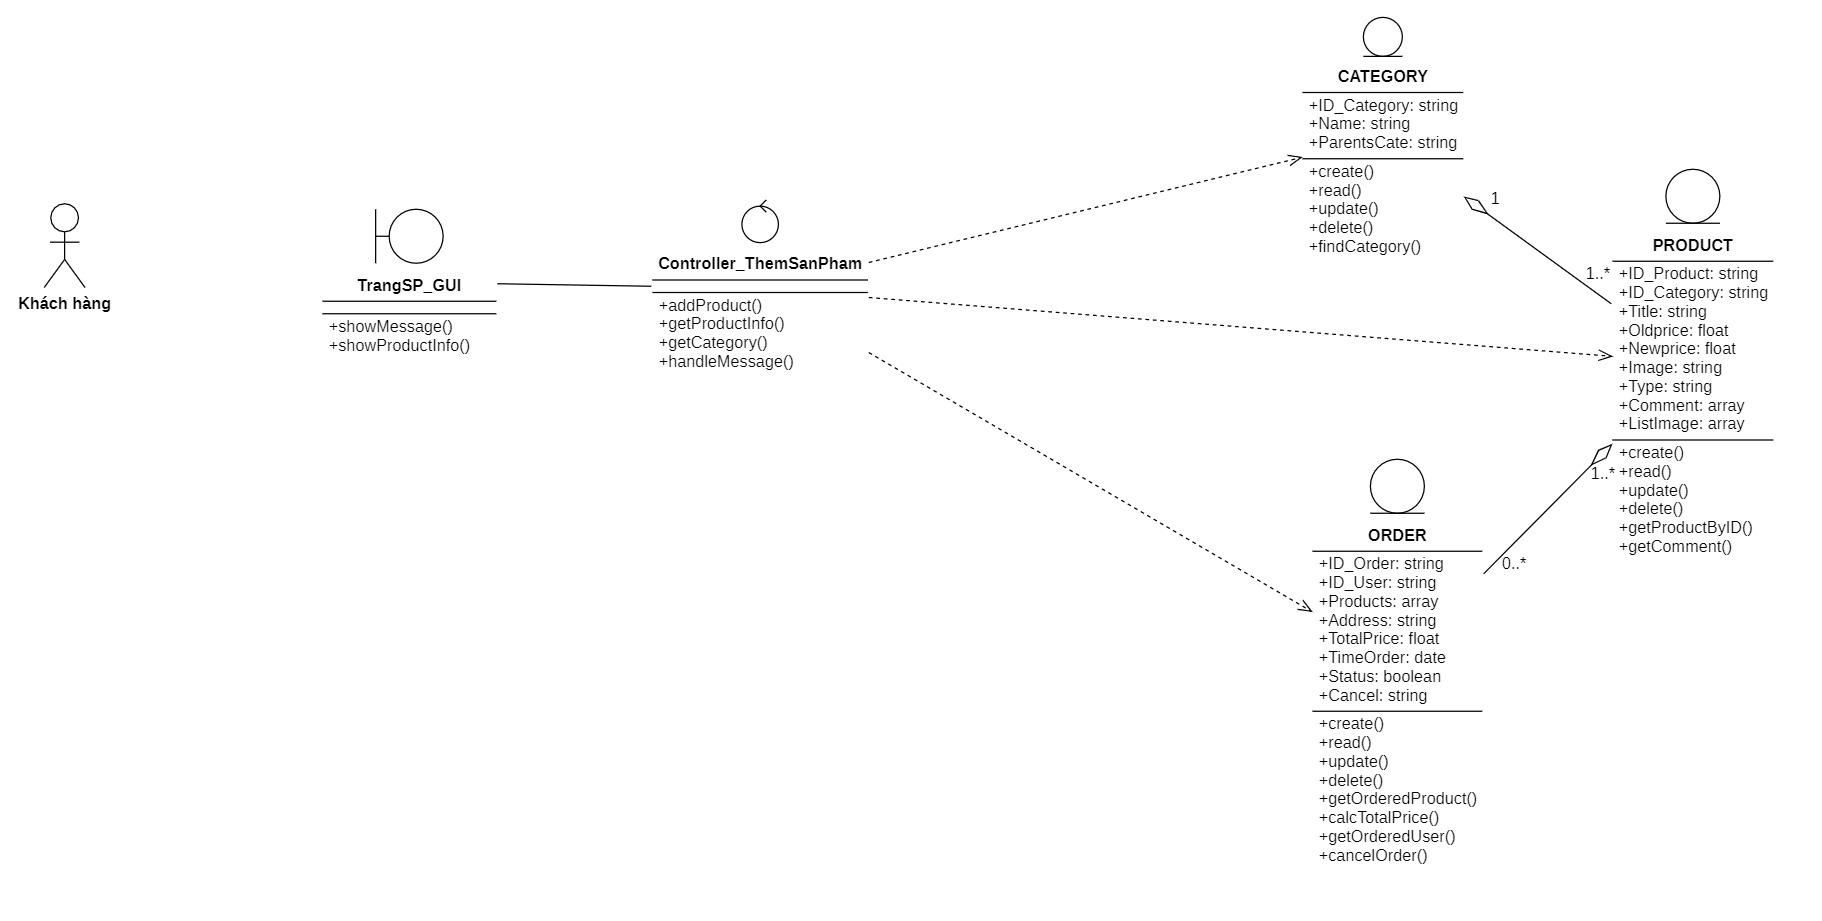 Khách hàng
TrangSP_GUI
+showMessage()
+showProductInfo()
Controller_ThemSanPham
+addProduct()
+getProductInfo()
+getCategory()
+handleMessage()
CATEGORY
+ID_Category: string
+Name: string
+ParentsCate: string
+create()
+read()
+update()
+delete()
+findCategory()
1
1..*
PRODUCT
+ID_Product: string
+ID_Category: string
+Title: string
+Oldprice: float
+Newprice: float
+Image: string
+Type: string
+Comment: array
+ListImage: array
+create()
+read()
+update()
+delete()
+getProductByID()
+getComment()
1..*
0..*
ORDER
+ID_Order: string
+ID_User: string
+Products: array
+Address: string
+TotalPrice: float
+TimeOrder: date
+Status: boolean
+Cancel: string
+create()
+read()
+update()
+delete()
+getOrderedProduct()
+calcTotalPrice()
+getOrderedUser()
+cancelOrder()